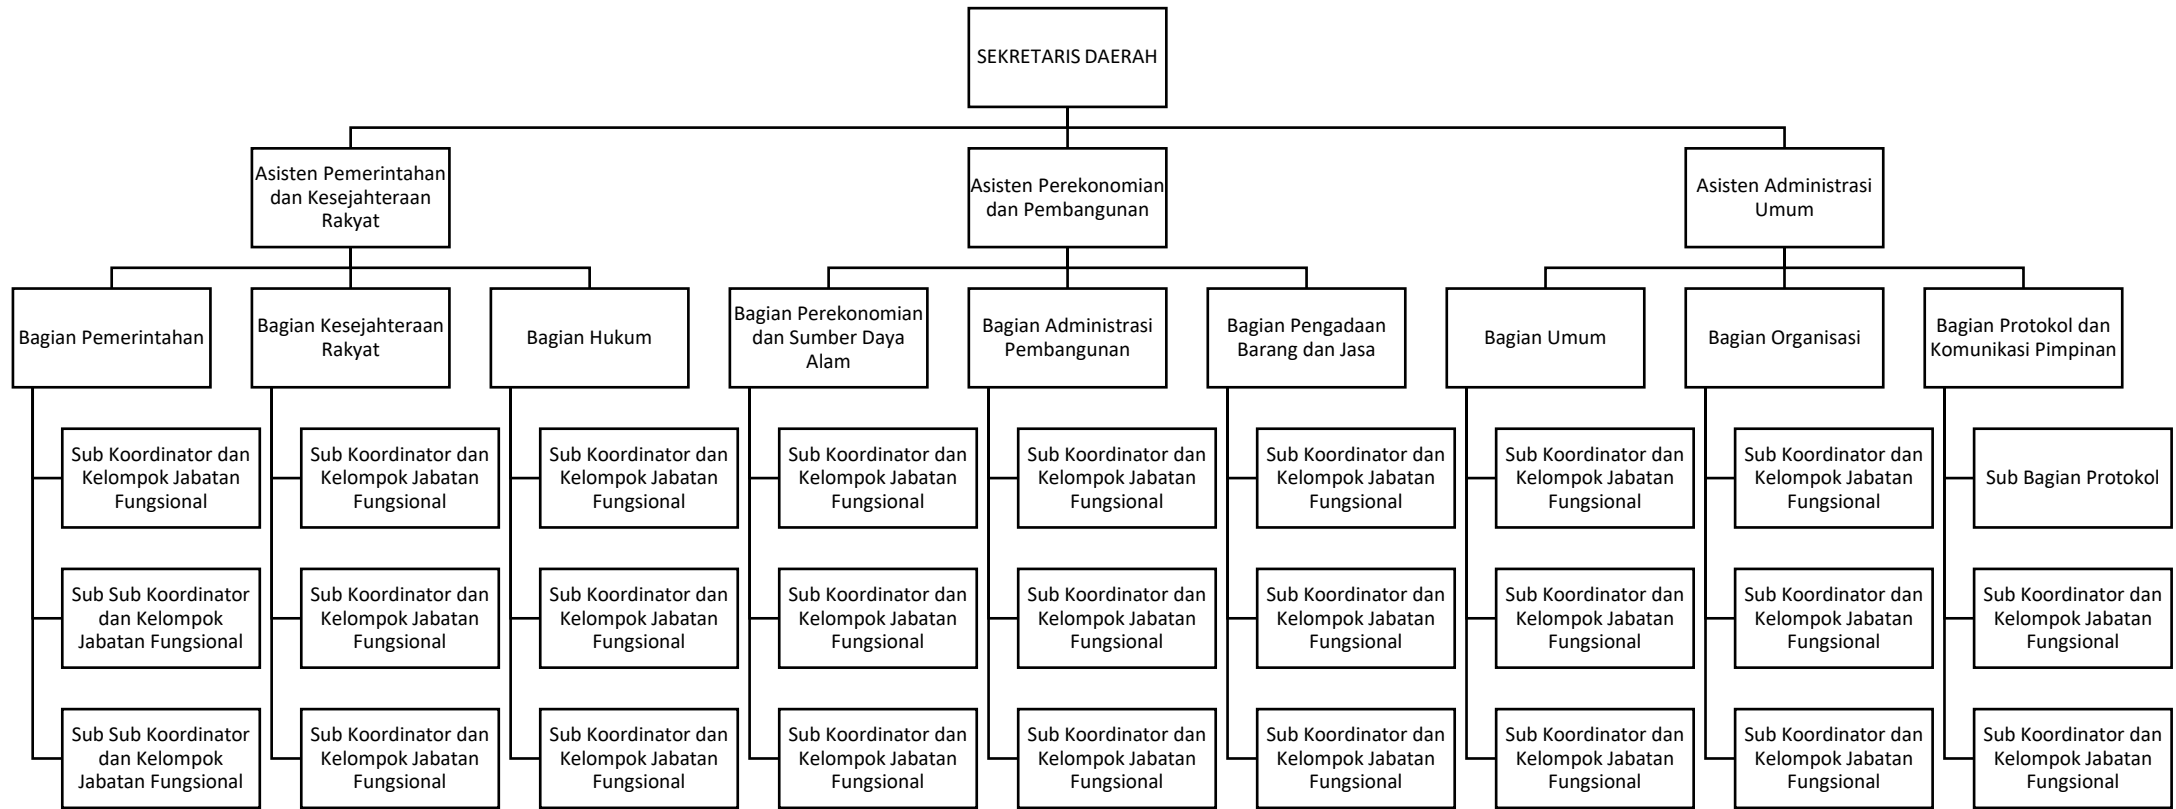 SEKRETARIS DAERAH
Asisten Pemerintahan
dan Kesejahteraan
Rakyat
Asisten Perekonomian
dan Pembangunan
Asisten Administrasi
Umum
Bagian Pemerintahan
Bagian Kesejahteraan
Rakyat
Bagian Hukum
Bagian Perekonomian
dan Sumber Daya
Alam
Bagian Administrasi
Pembangunan
Bagian Pengadaan
Barang dan Jasa
Bagian Umum
Bagian Organisasi
Bagian Protokol dan
Komunikasi Pimpinan
Sub Koordinator dan
Kelompok Jabatan
Fungsional
Sub Koordinator dan
Kelompok Jabatan
Fungsional
Sub Koordinator dan
Kelompok Jabatan
Fungsional
Sub Koordinator dan
Kelompok Jabatan
Fungsional
Sub Koordinator dan
Kelompok Jabatan
Fungsional
Sub Koordinator dan
Kelompok Jabatan
Fungsional
Sub Koordinator dan
Kelompok Jabatan
Fungsional
Sub Koordinator dan
Kelompok Jabatan
Fungsional
Sub Bagian Protokol
Sub Sub Koordinator
dan Kelompok
Jabatan Fungsional
Sub Koordinator dan
Kelompok Jabatan
Fungsional
Sub Koordinator dan
Kelompok Jabatan
Fungsional
Sub Koordinator dan
Kelompok Jabatan
Fungsional
Sub Koordinator dan
Kelompok Jabatan
Fungsional
Sub Koordinator dan
Kelompok Jabatan
Fungsional
Sub Koordinator dan
Kelompok Jabatan
Fungsional
Sub Koordinator dan
Kelompok Jabatan
Fungsional
Sub Koordinator dan
Kelompok Jabatan
Fungsional
Sub Sub Koordinator
dan Kelompok
Jabatan Fungsional
Sub Koordinator dan
Kelompok Jabatan
Fungsional
Sub Koordinator dan
Kelompok Jabatan
Fungsional
Sub Koordinator dan
Kelompok Jabatan
Fungsional
Sub Koordinator dan
Kelompok Jabatan
Fungsional
Sub Koordinator dan
Kelompok Jabatan
Fungsional
Sub Koordinator dan
Kelompok Jabatan
Fungsional
Sub Koordinator dan
Kelompok Jabatan
Fungsional
Sub Koordinator dan
Kelompok Jabatan
Fungsional